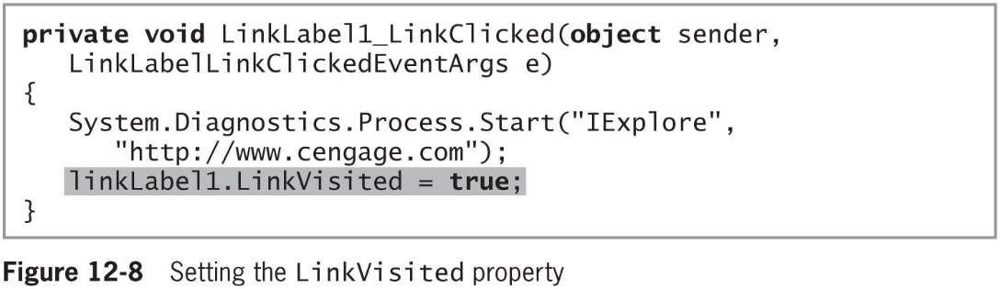 private void LinkLabel1_LinkClicked(object sender,
LinkLabelLinkClickedEventArgs e)
{
System.Diagnostics.Process.Start("IExplore",
"http://www.cengage.com");
linkLabel1.LinkVisited = true;
}
Figure 12-8 Setting the LinkVisited property